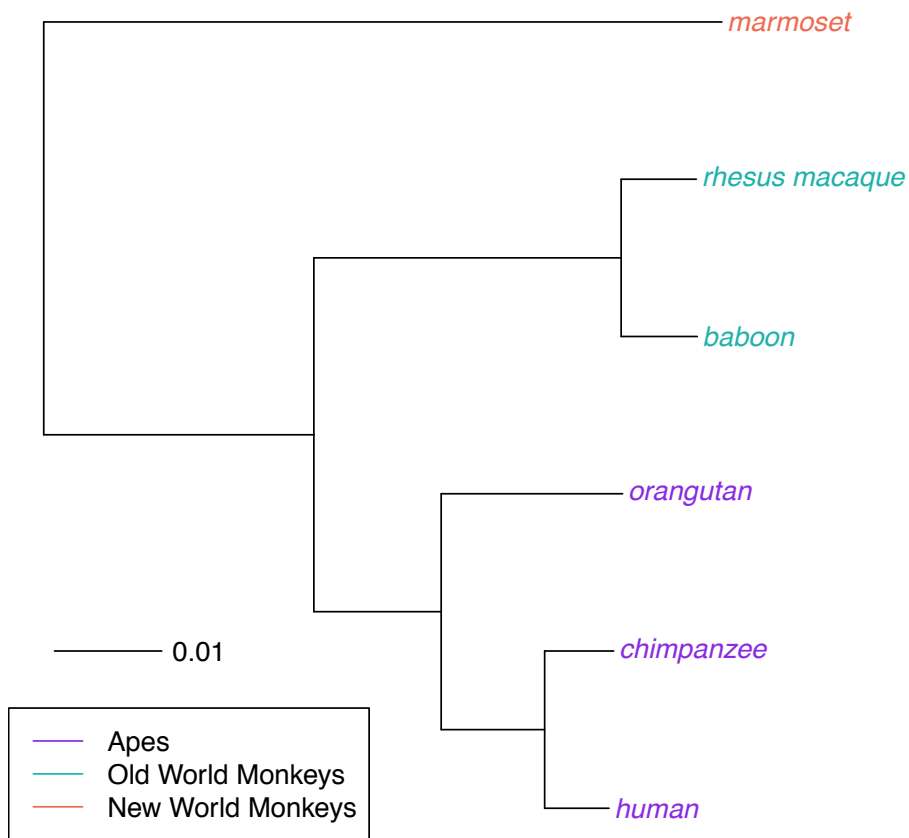 marmoset
rhesus macaque
baboon
orangutan
chimpanzee
0.01
human
Apes
Old World Monkeys
New World Monkeys